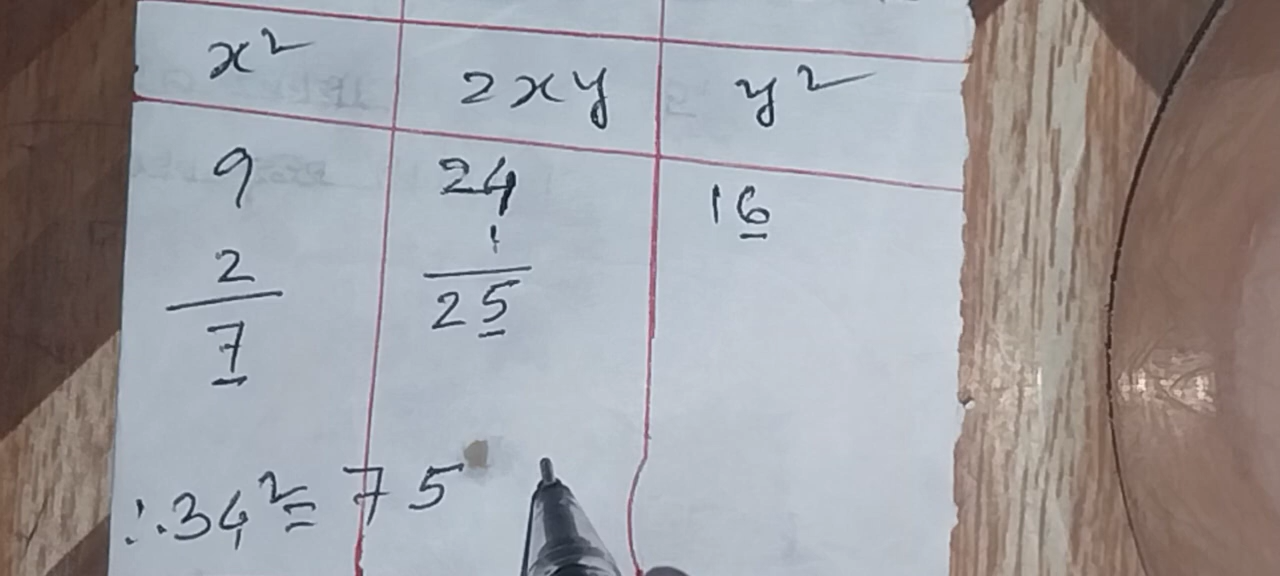 x² 2xy y²
9 24 16
2 1
7 25
∴34² = 75